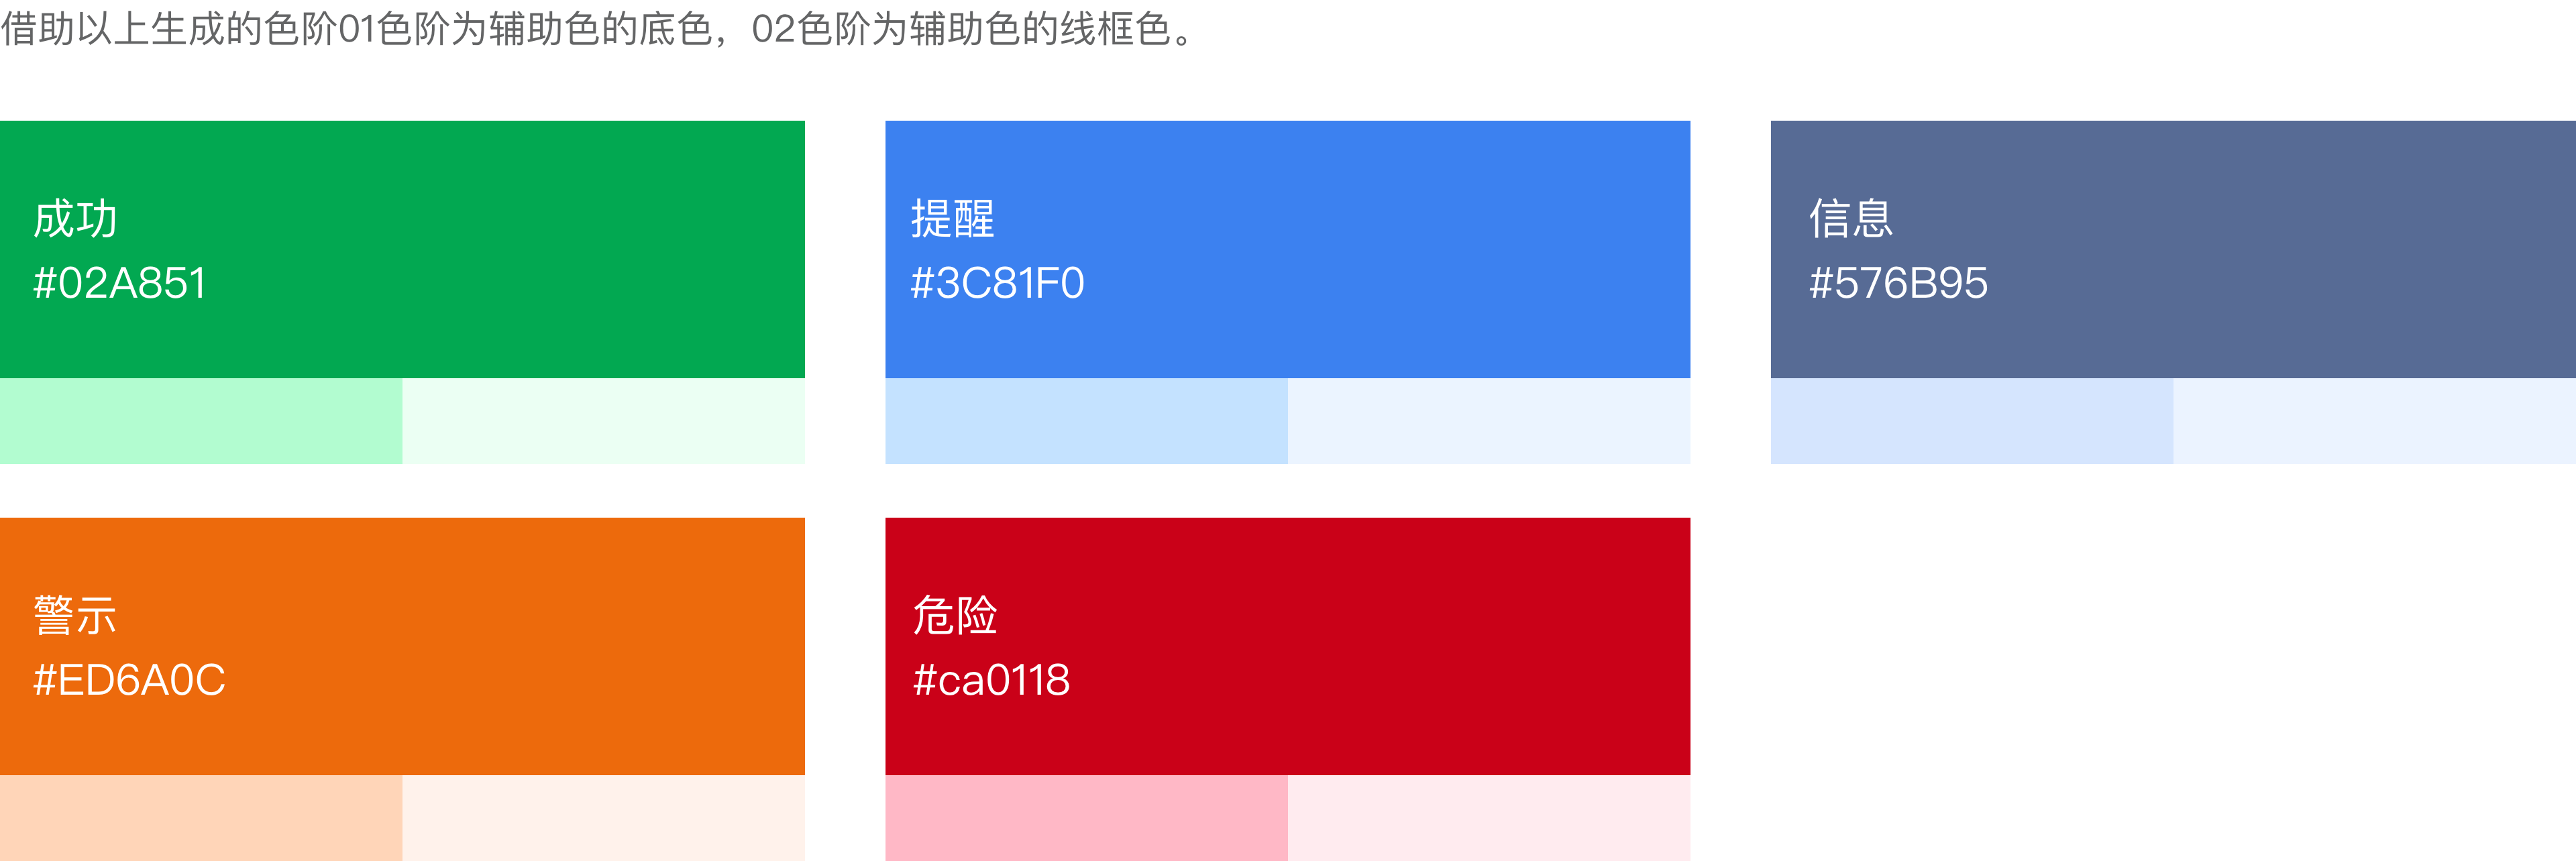 借助以上生成的色阶01色阶为辅助色的底色，02色阶为辅助色的线框色。
成功
#02A851
提醒
#3C81F0
信息
#576B95
警示
#ED6A0C
危险
#ca0118